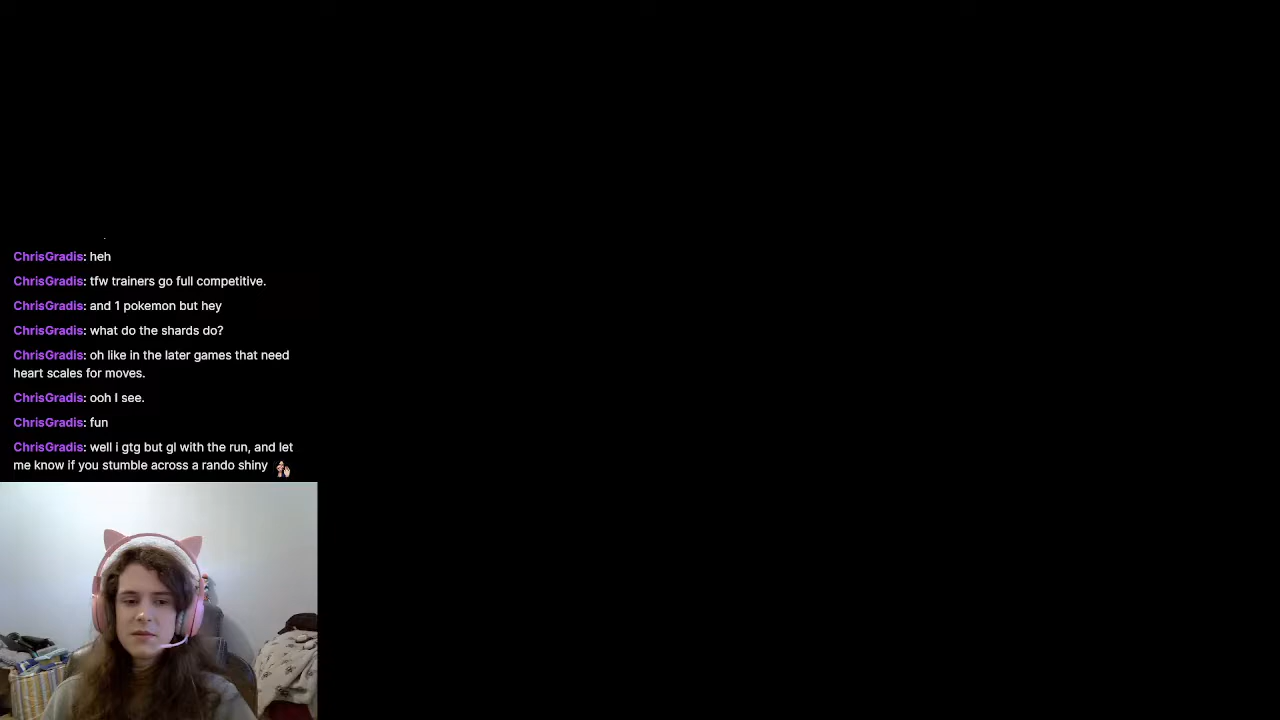 ChrisGradis: heh
ChrisGradis: tfw trainers go full competitive.
ChrisGradis: and 1 pokemon but hey
ChrisGradis: what do the shards do?
ChrisGradis: oh like in the later games that need
heart scales for moves.
ChrisGradis: ooh I see.
ChrisGradis: fun
ChrisGradis: well i gtg but gl with the run, and let
me know if you stumble across a rando shiny